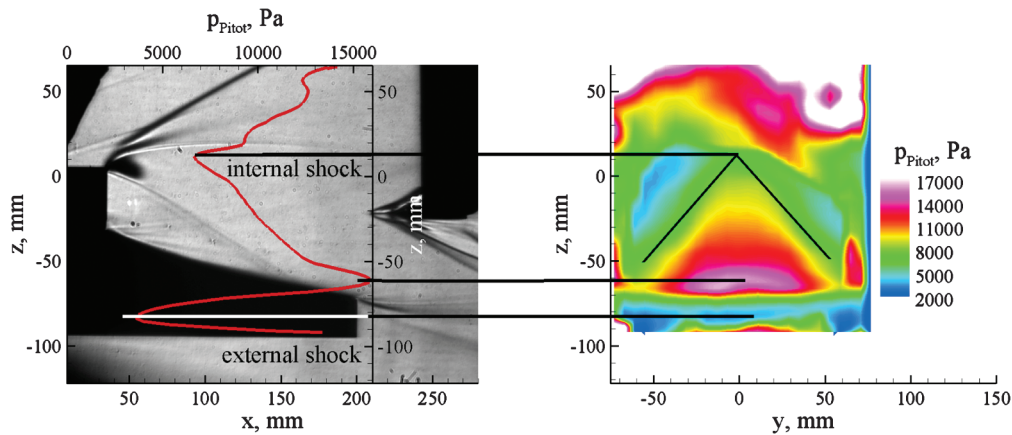 p_Pitot, Pa
0 5000 10000 15000
50
0
-50
-100
z, mm
internal shock
external shock
50
0
-50
-100
z, mm
50 100 150 200 250
x, mm
50
0
-50
-100
z, mm
-50 0 50 100 150
y, mm
p_Pitot, Pa
17000
14000
11000
8000
5000
2000